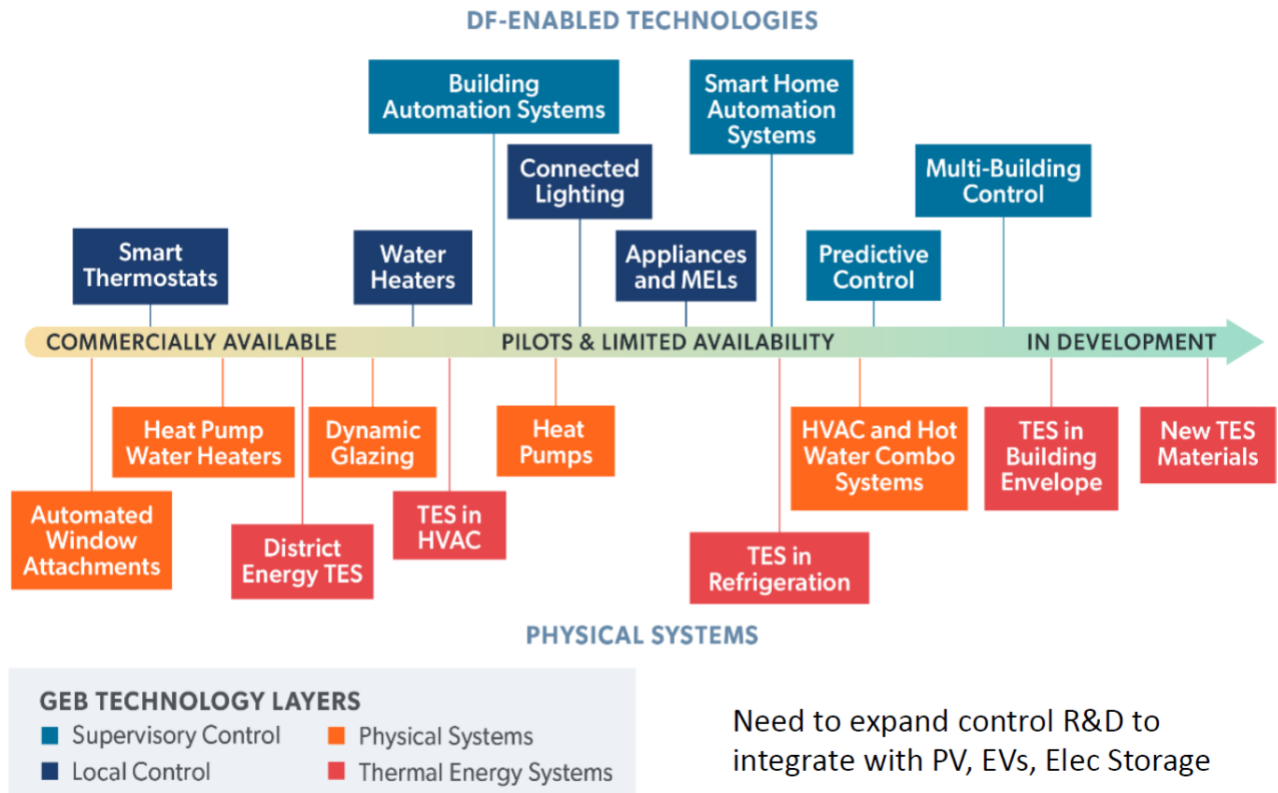 DF-ENABLED TECHNOLOGIES
Building
Automation Systems
Smart Home
Automation
Systems
Connected
Lighting
Multi-Building
Control
Smart
Thermostats
Water
Heaters
Appliances
and MELs
Predictive
Control
COMMERCIALLY AVAILABLE
PILOTS & LIMITED AVAILABILITY
IN DEVELOPMENT
Heat Pump
Water Heaters
Dynamic
Glazing
Heat
Pumps
HVAC and Hot
Water Combo
Systems
TES in
Building
Envelope
New TES
Materials
Automated
Window
Attachments
District
Energy TES
TES in
HVAC
TES in
Refrigeration
PHYSICAL SYSTEMS
GEB TECHNOLOGY LAYERS
Supervisory Control
Physical Systems
Local Control
Thermal Energy Systems
Need to expand control R&D to
integrate with PV, EVs, Elec Storage